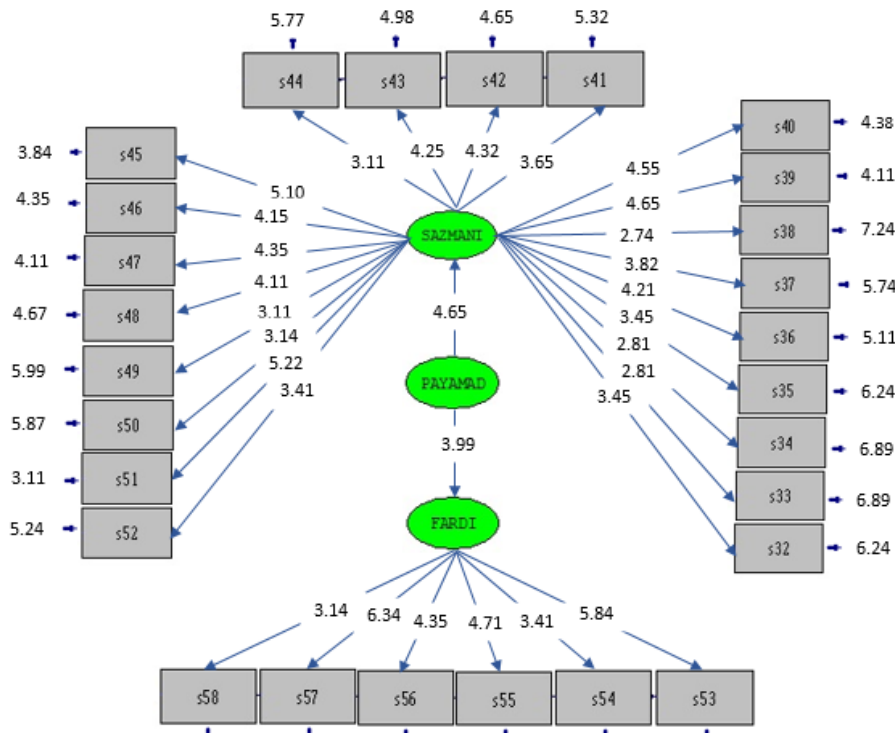 5.77 4.98 4.65 5.32
s44 s43 s42 s41
3.11 4.25 4.32 3.65
3.84 s45 5.10
4.35 s46 4.15
4.11 s47 4.35
4.67 s48 4.11
5.99 s49 3.11
5.87 s50 3.14
3.11 s51 5.22
5.24 s52 3.41
SAZMANI
4.65
PAYAMAD
3.99
FARDI
4.55 s40 4.38
4.65 s39 4.11
2.74 s38 7.24
3.82 s37 5.74
4.21 s36 5.11
3.45 s35 6.24
2.81 s34 6.89
2.81 s33 6.89
3.45 s32 6.24
3.14 6.34 4.35 4.71 3.41 5.84
s58 s57 s56 s55 s54 s53